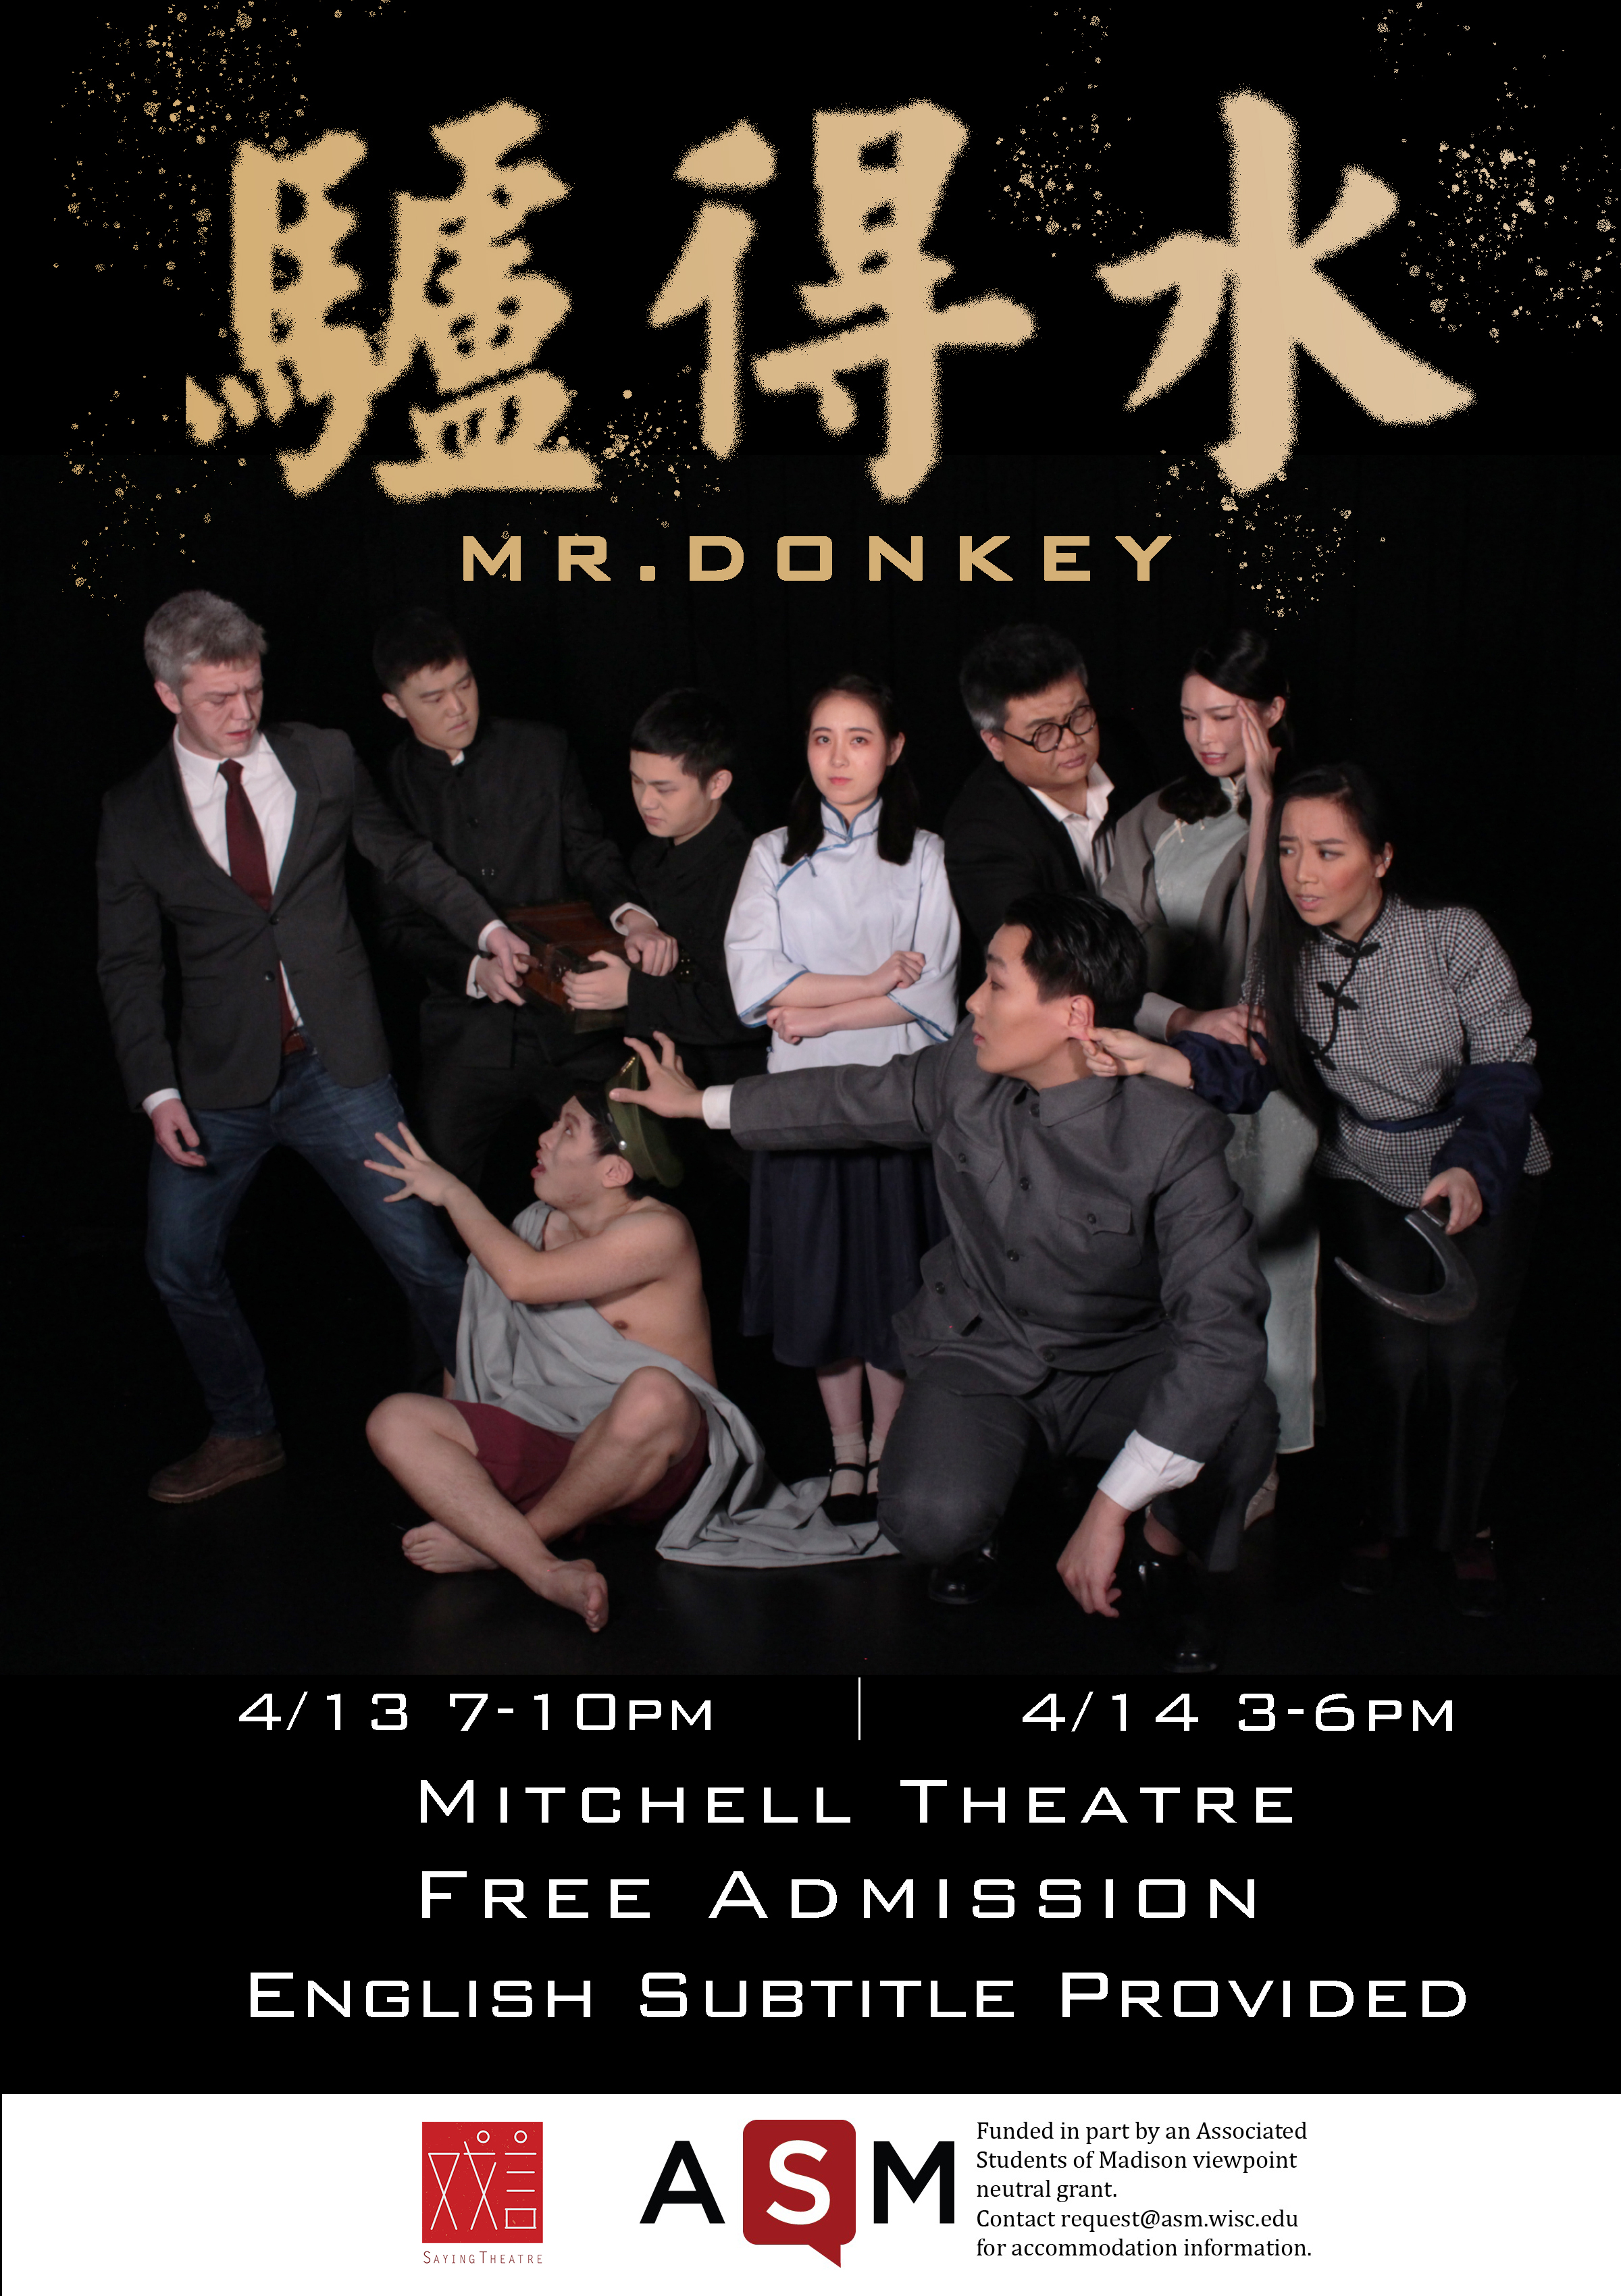 驢得水
MR.DONKEY
4/13 7-10PM | 4/14 3-6PM
MITCHELL THEATRE
FREE ADMISSION
ENGLISH SUBTITLE PROVIDED
戏言
SAYINGTHEATRE
ASM
Funded in part by an Associated
Students of Madison viewpoint
neutral grant.
Contact request@asm.wisc.edu
for accommodation information.